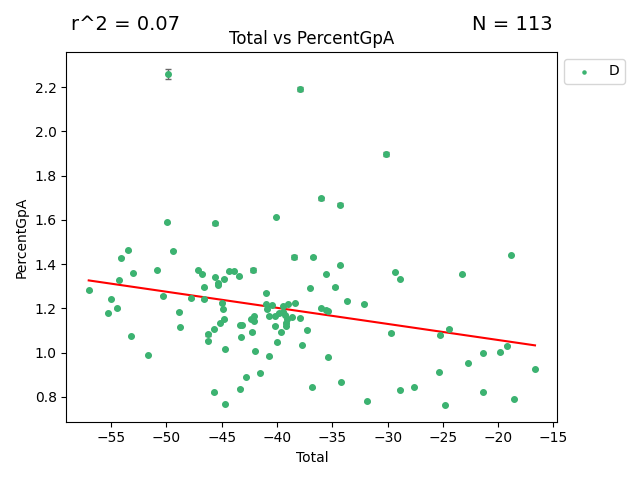 r^2 = 0.07
N = 113
Total vs PercentGpA
D
PercentGpA
2.2
2.0
1.8
1.6
1.4
1.2
1.0
0.8
−55
−50
−45
−40
−35
−30
−25
−20
−15
Total